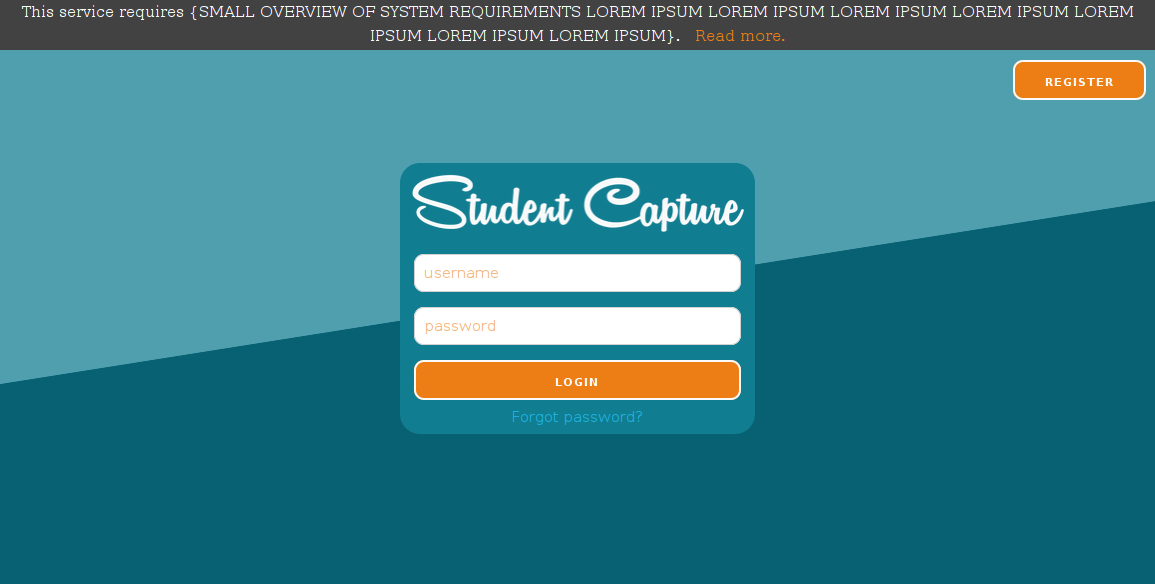 This service requires {SMALL OVERVIEW OF SYSTEM REQUIREMENTS LOREM IPSUM LOREM IPSUM LOREM IPSUM LOREM IPSUM LOREM
IPSUM LOREM IPSUM LOREM IPSUM}. Read more.
REGISTER
Student Capture
username
password
LOGIN
Forgot password?